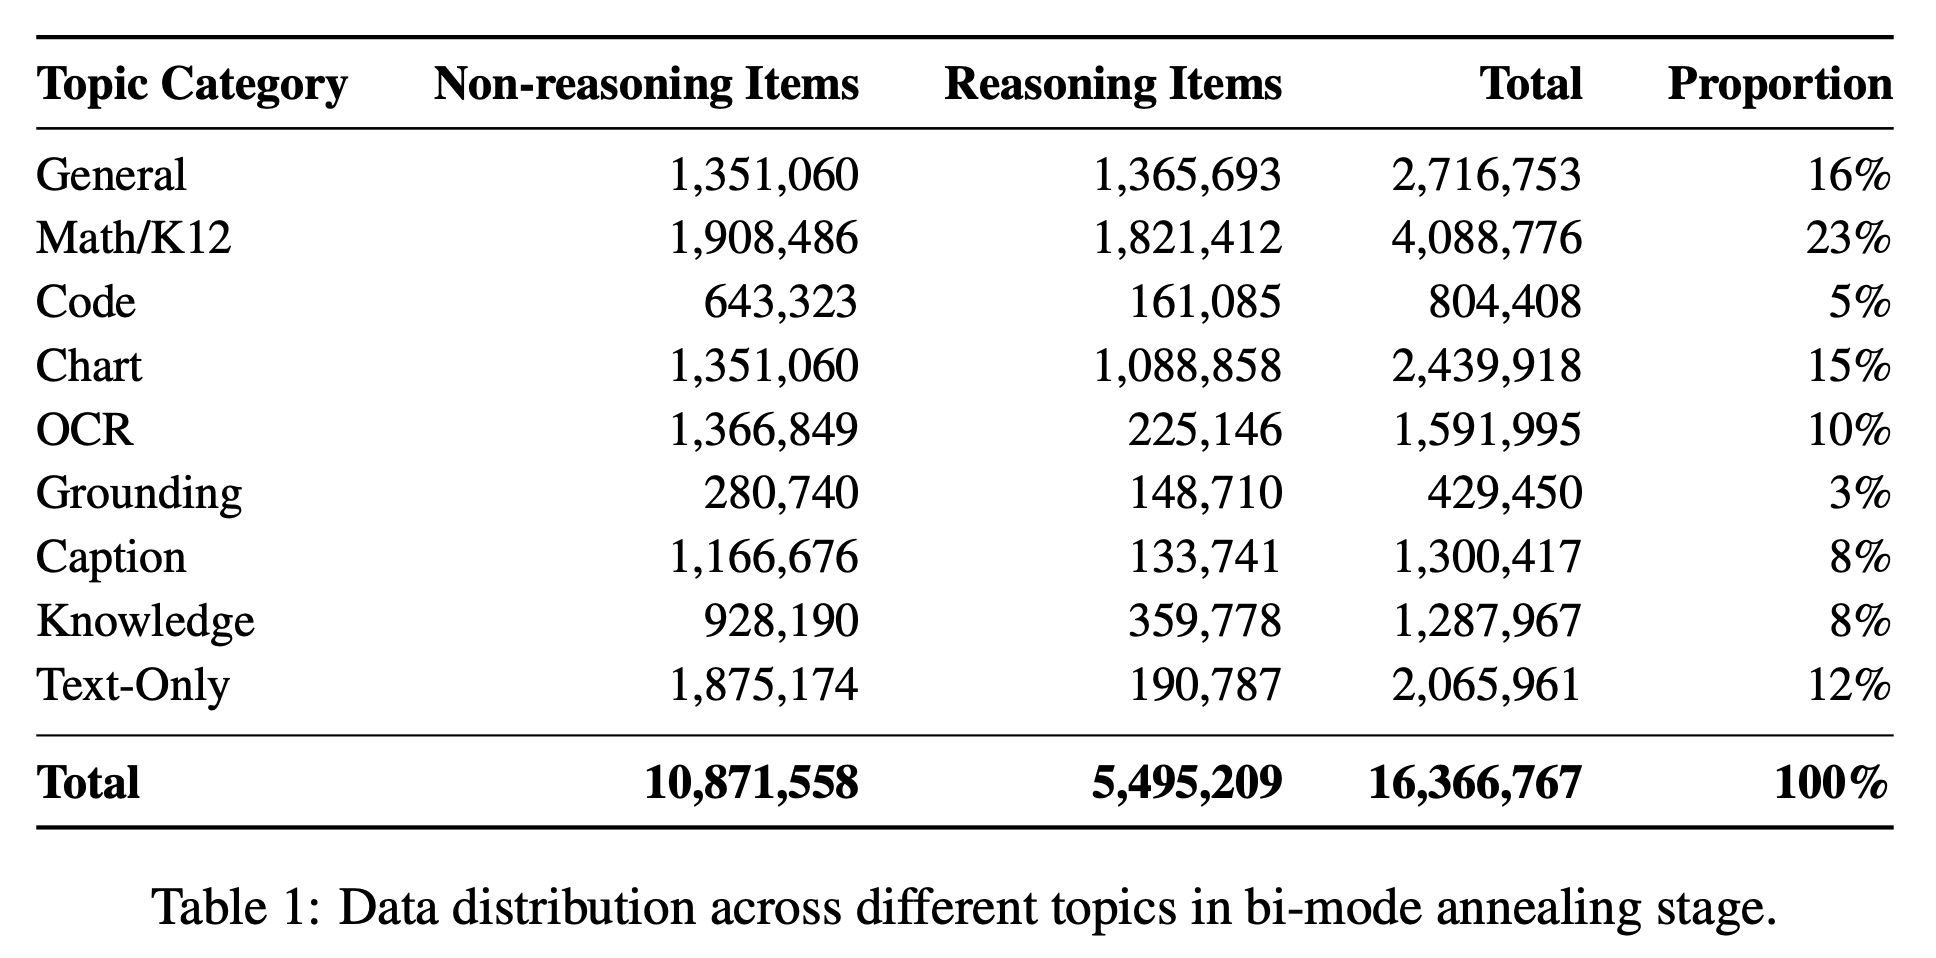 Topic Category Non-reasoning Items Reasoning Items Total Proportion
General 1,351,060 1,365,693 2,716,753 16%
Math/K12 1,908,486 1,821,412 4,088,776 23%
Code 643,323 161,085 804,408 5%
Chart 1,351,060 1,088,858 2,439,918 15%
OCR 1,366,849 225,146 1,591,995 10%
Grounding 280,740 148,710 429,450 3%
Caption 1,166,676 133,741 1,300,417 8%
Knowledge 928,190 359,778 1,287,967 8%
Text-Only 1,875,174 190,787 2,065,961 12%
Total 10,871,558 5,495,209 16,366,767 100%
Table 1: Data distribution across different topics in bi-mode annealing stage.